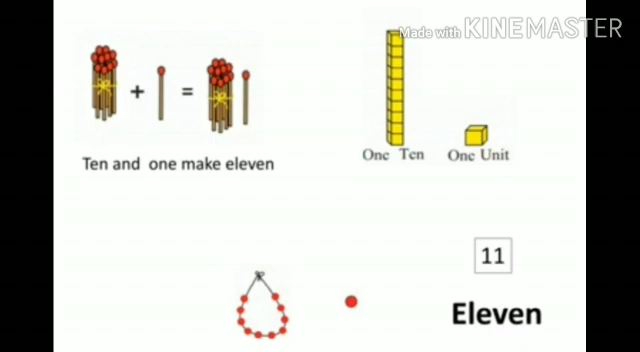 Made with KINEMASTER
+ =
Ten and one make eleven
One Ten One Unit
11
Eleven